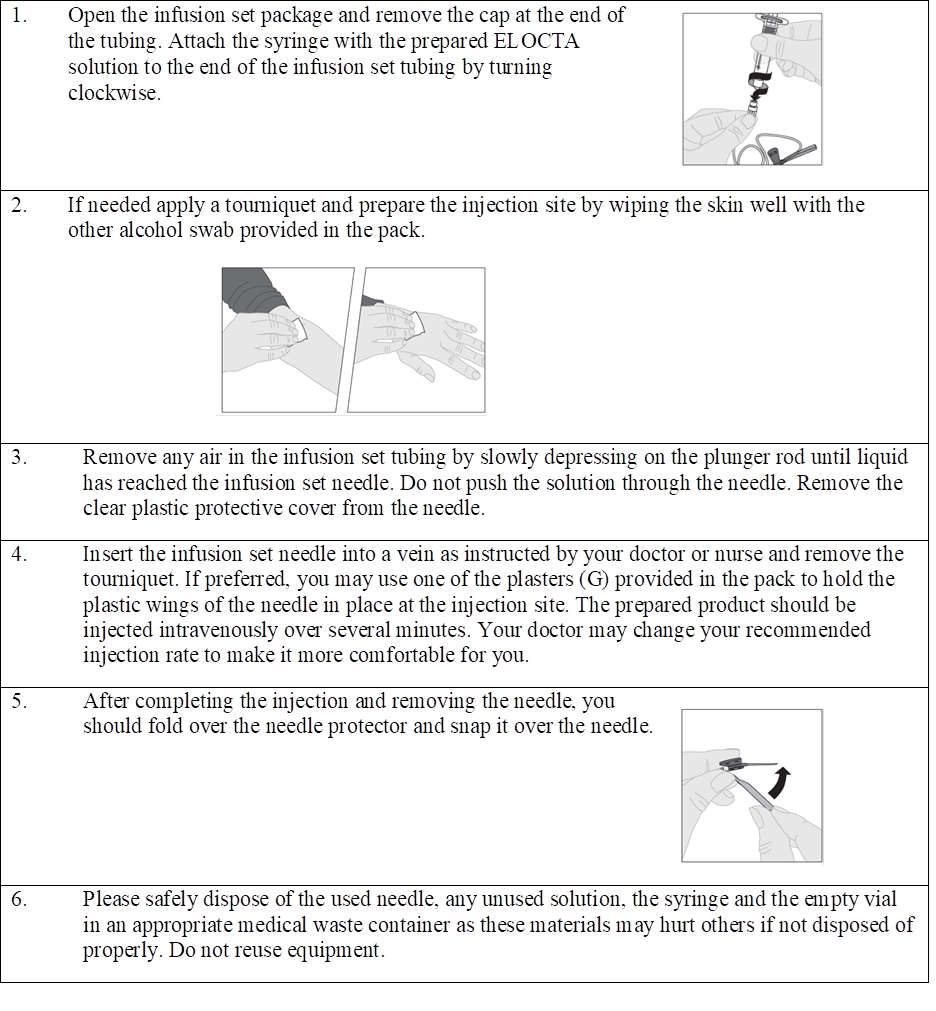 1. Open the infusion set package and remove the cap at the end of
the tubing. Attach the syringe with the prepared ELOCTA
solution to the end of the infusion set tubing by turning
clockwise.
2. If needed apply a tourniquet and prepare the injection site by wiping the skin well with the
other alcohol swab provided in the pack.
3. Remove any air in the infusion set tubing by slowly depressing on the plunger rod until liquid
has reached the infusion set needle. Do not push the solution through the needle. Remove the
clear plastic protective cover from the needle.
4. Insert the infusion set needle into a vein as instructed by your doctor or nurse and remove the
tourniquet. If preferred, you may use one of the plasters (G) provided in the pack to hold the
plastic wings of the needle in place at the injection site. The prepared product should be
injected intravenously over several minutes. Your doctor may change your recommended
injection rate to make it more comfortable for you.
5. After completing the injection and removing the needle, you
should fold over the needle protector and snap it over the needle.
6. Please safely dispose of the used needle, any unused solution, the syringe and the empty vial
in an appropriate medical waste container as these materials may hurt others if not disposed of
properly. Do not reuse equipment.